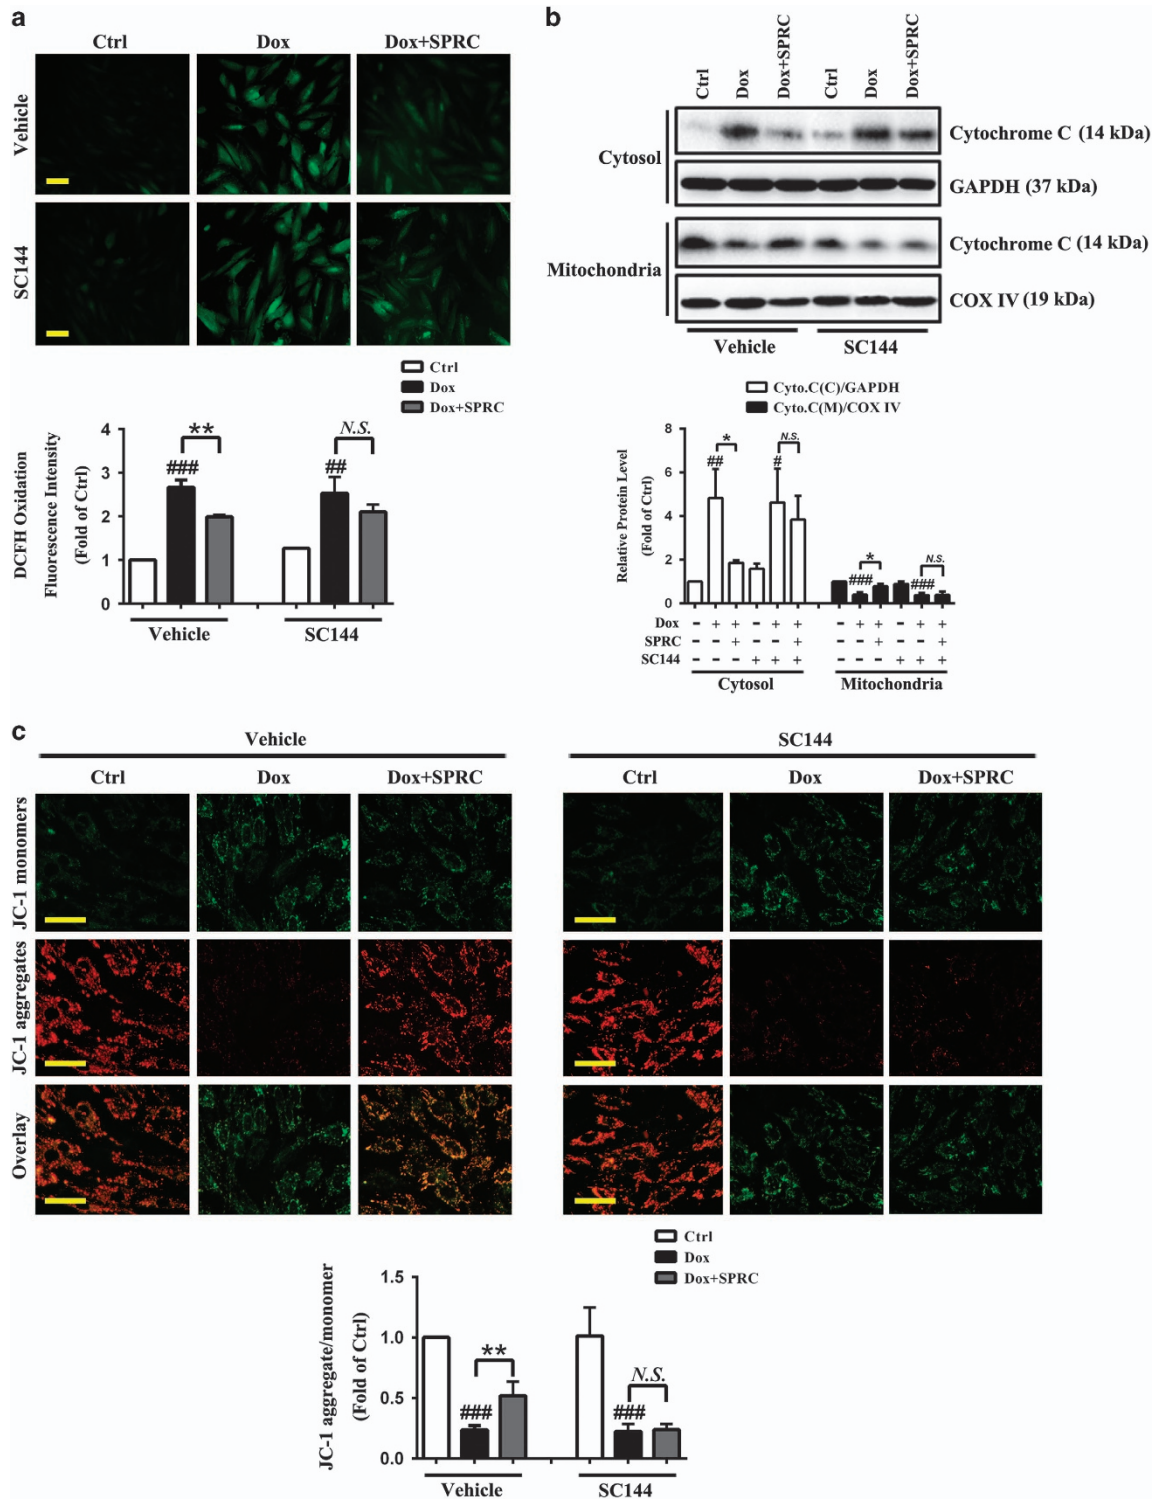 a
Ctrl Dox Dox+SPRC
Vehicle
SC144
Ctrl
Dox
Dox+SPRC
DCFH Oxidation
Fluorescence Intensity
(Fold of Ctrl)
4
3
2
1
0
###
**
##
N.S.
Vehicle SC144
b
Ctrl Dox Dox+SPRC Ctrl Dox Dox+SPRC
Cytosol
Cytochrome C (14 kDa)
GAPDH (37 kDa)
Mitochondria
Cytochrome C (14 kDa)
COX IV (19 kDa)
Vehicle SC144
Cyto.C(C)/GAPDH
Cyto.C(M)/COX IV
Relative Protein Level
(Fold of Ctrl)
8
6
4
2
0
##
*
#
N.S.
###
*
###
N.S.
Dox - + + - + + - + + - + +
SPRC - - + - - + - - + - - +
SC144 - - - + + + - - - + + +
Cytosol Mitochondria
c
Vehicle SC144
Ctrl Dox Dox+SPRC Ctrl Dox Dox+SPRC
JC-1 monomers
JC-1 aggregates
Overlay
Ctrl
Dox
Dox+SPRC
JC-1 aggregate/monomer
(Fold of Ctrl)
1.5
1.0
0.5
0.0
###
**
###
N.S.
Vehicle SC144